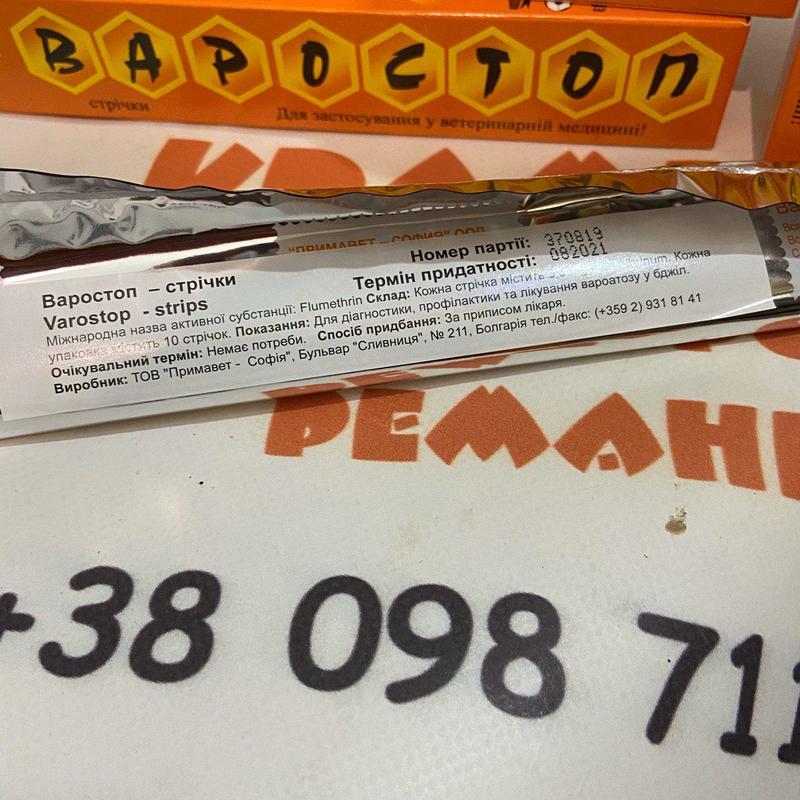 ВАРОСТОП
стрічки
Для застосування у ветеринарній медицині!
"ПРИМАВЕТ – СОФИЯ" ООД
Номер партії: 370819
Термін придатності: 082021
Варостоп – стрічки
Varostop - strips
Міжнародна назва активної субстанції: Flumethrin Склад: Кожна стрічка містить Кожна
упаковка містить 10 стрічок. Показання: Для діагностики, профілактики та лікування вароатозу у бджіл.
Очікувальний термін: Немає потреби. Спосіб придбання: За приписом лікаря.
Виробник: ТОВ "Примавет - Софія", Бульвар "Сливниця", № 211, Болгарія тел./факс: (+359 2) 931 81 41
РЕМАН
+38 098 711